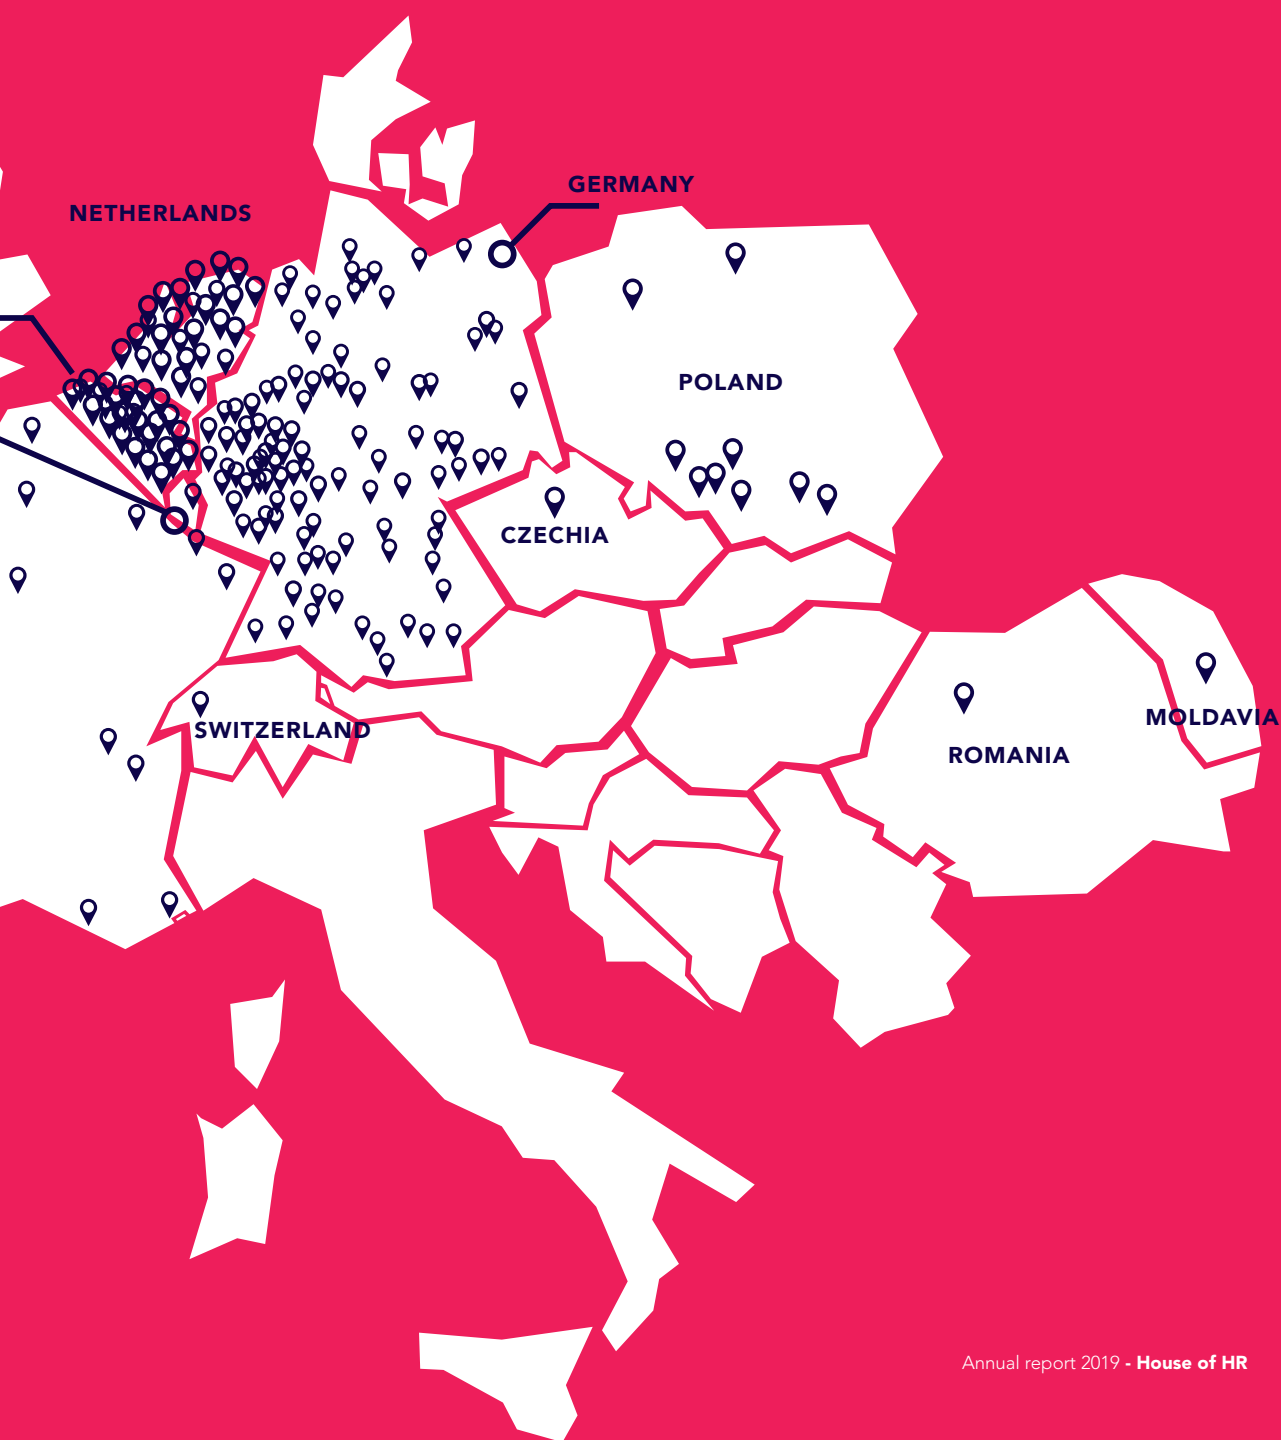 GERMANY
NETHERLANDS
POLAND
CZECHIA
MOLDAVIA
SWITZERLAND
ROMANIA
Annual report 2019 - House of HR